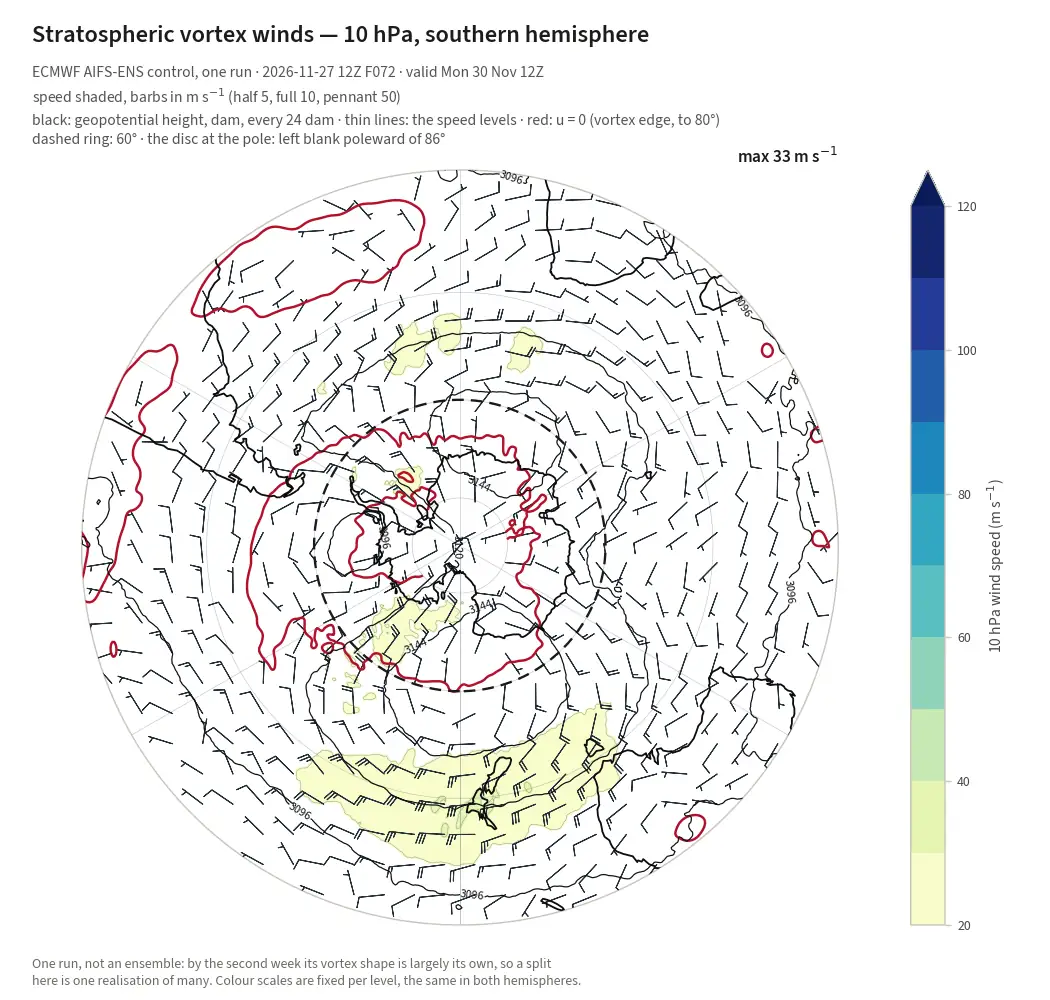 Stratospheric vortex winds — 10 hPa, southern hemisphere
ECMWF AIFS-ENS control, one run · 2026-11-27 12Z F072 · valid Mon 30 Nov 12Z
speed shaded, barbs in m s⁻¹ (half 5, full 10, pennant 50)
black: geopotential height, dam, every 24 dam · thin lines: the speed levels · red: u = 0 (vortex edge, to 80°)
dashed ring: 60° · the disc at the pole: left blank poleward of 86°
max 33 m s⁻¹
3096
120
3096
100
3144
80
3096
3120
10 hPa wind speed (m s⁻¹)
3096
3144
60
3144
40
3096
3096
20
One run, not an ensemble: by the second week its vortex shape is largely its own, so a split
here is one realisation of many. Colour scales are fixed per level, the same in both hemispheres.